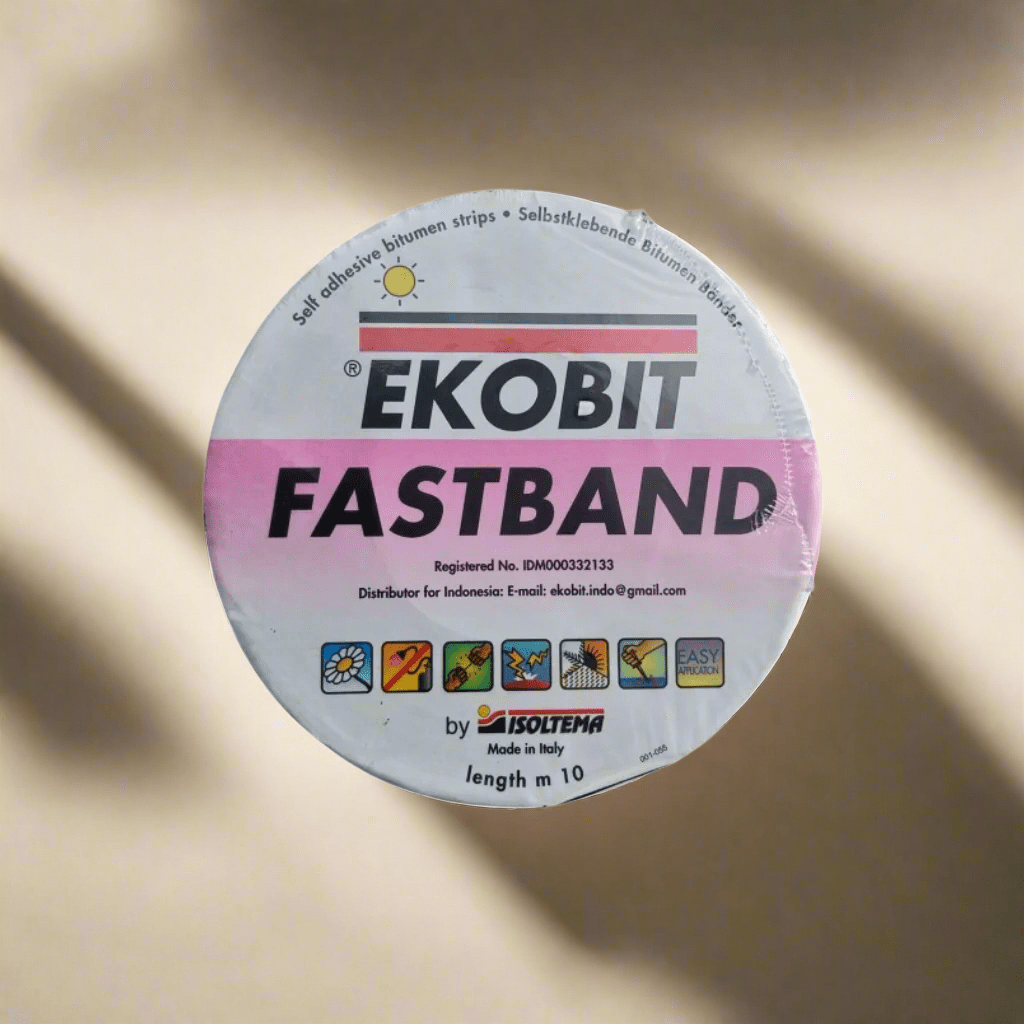 Self adhesive bitumen strips • Selbstklebende Bitumen Bänder
® EKOBIT
FASTBAND
Registered No. IDM000332133
Distributor for Indonesia: E-mail: ekobit.indo@gmail.com
EASY
APPLICATION
by ISOLTEMA
Made in Italy
001-055
length m 10